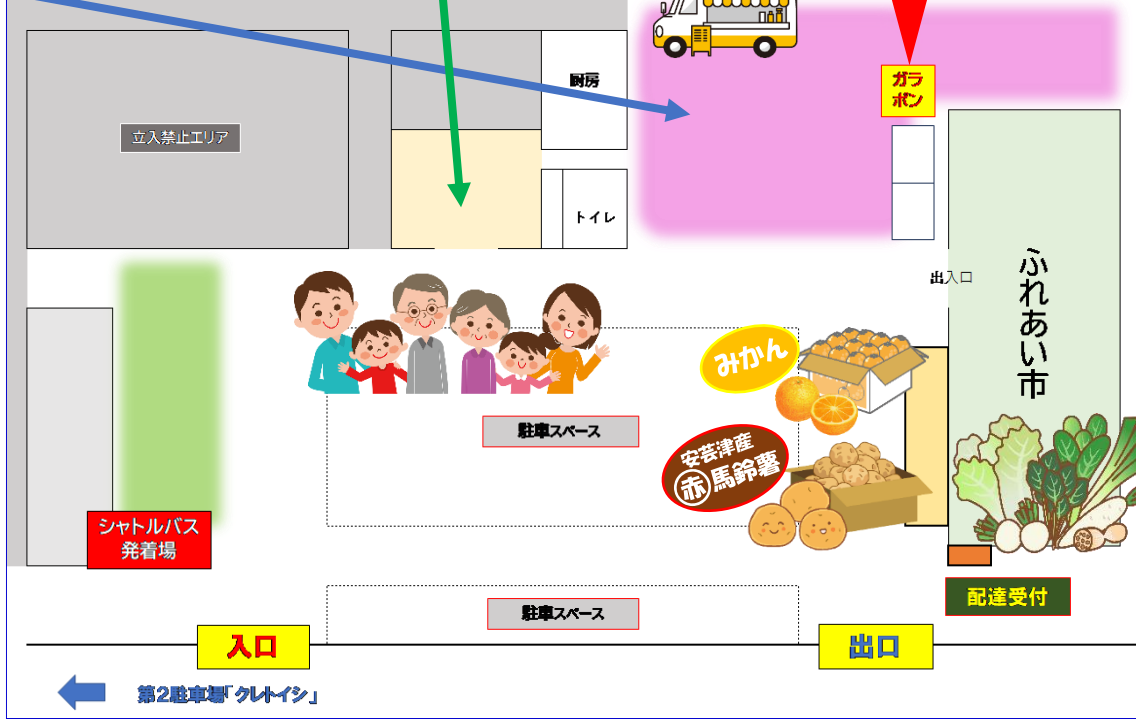 厨房
ガラ
ポン
立入禁止エリア
トイレ
出入口
ふれあい市
みかん
駐車スペース
安芸津産
赤馬鈴薯
シャトルバス
発着場
配達受付
駐車スペース
入口
出口
第2駐車場「クレトイシ」